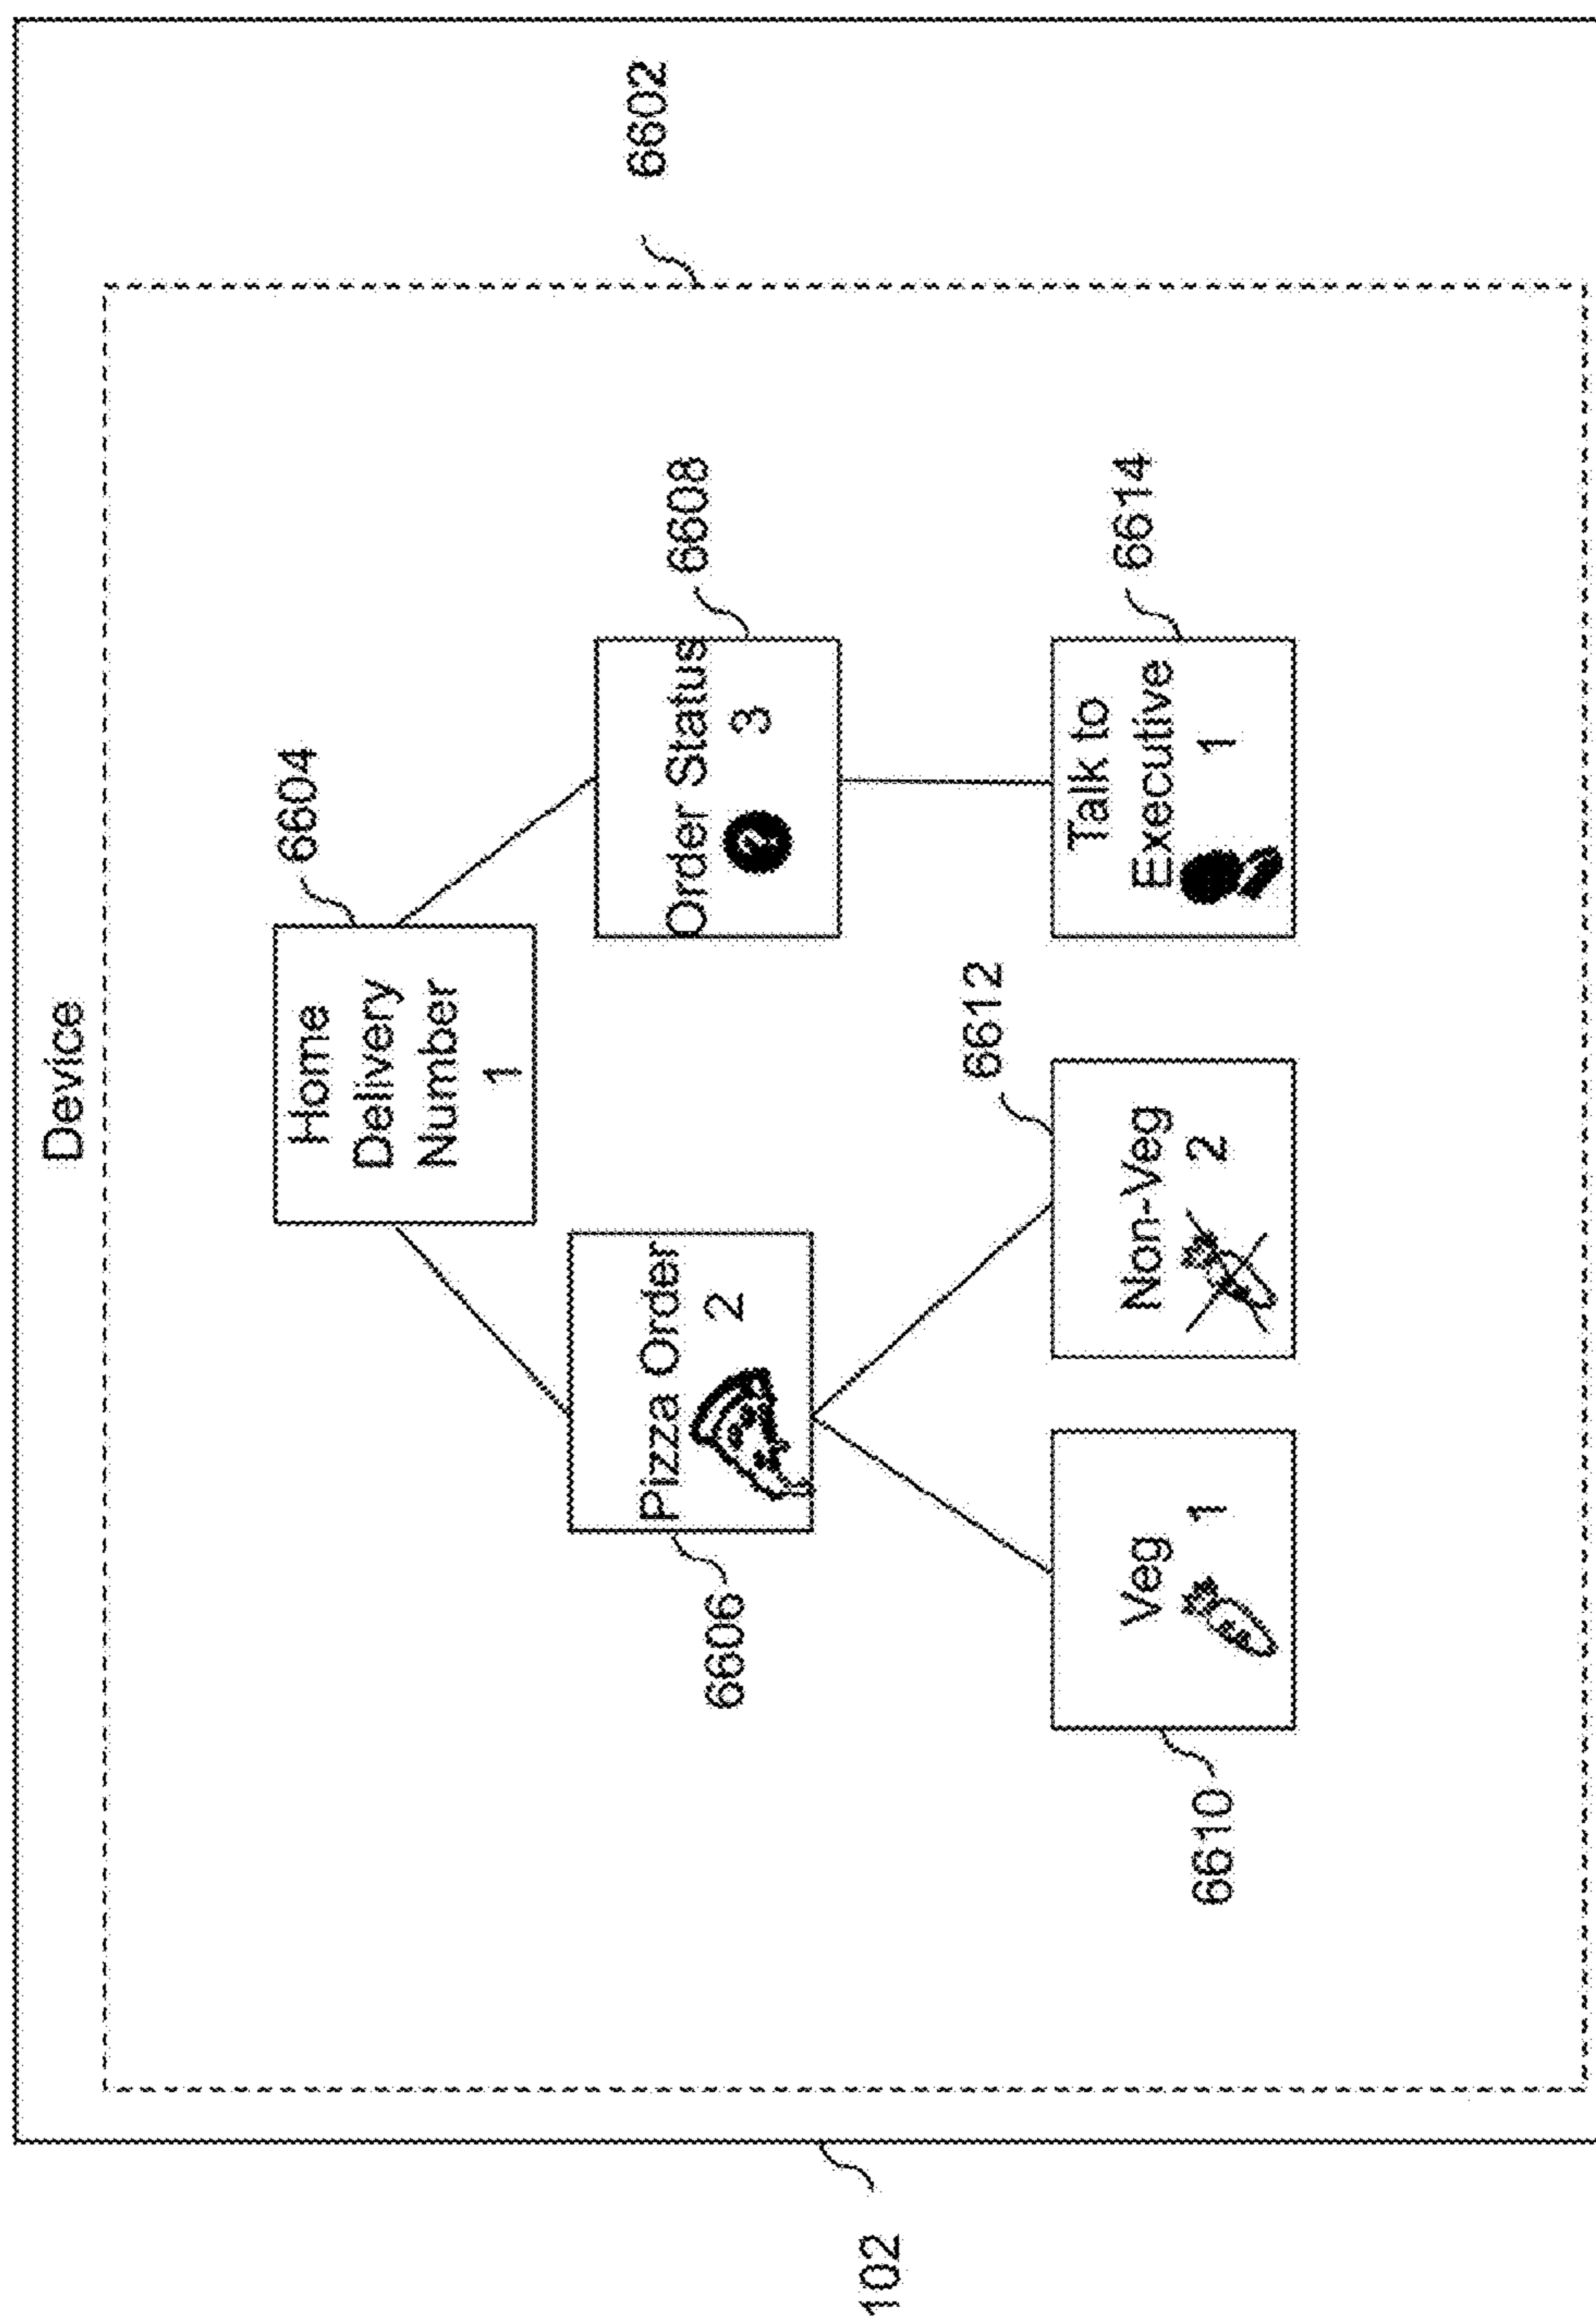 Device
6602
Home
Delivery
Number
1
6604
Pizza Order
2
6606
Order Status
?
3
6608
Veg
1
6610
Non-Veg
2
6612
Talk to
Executive
1
6614
102